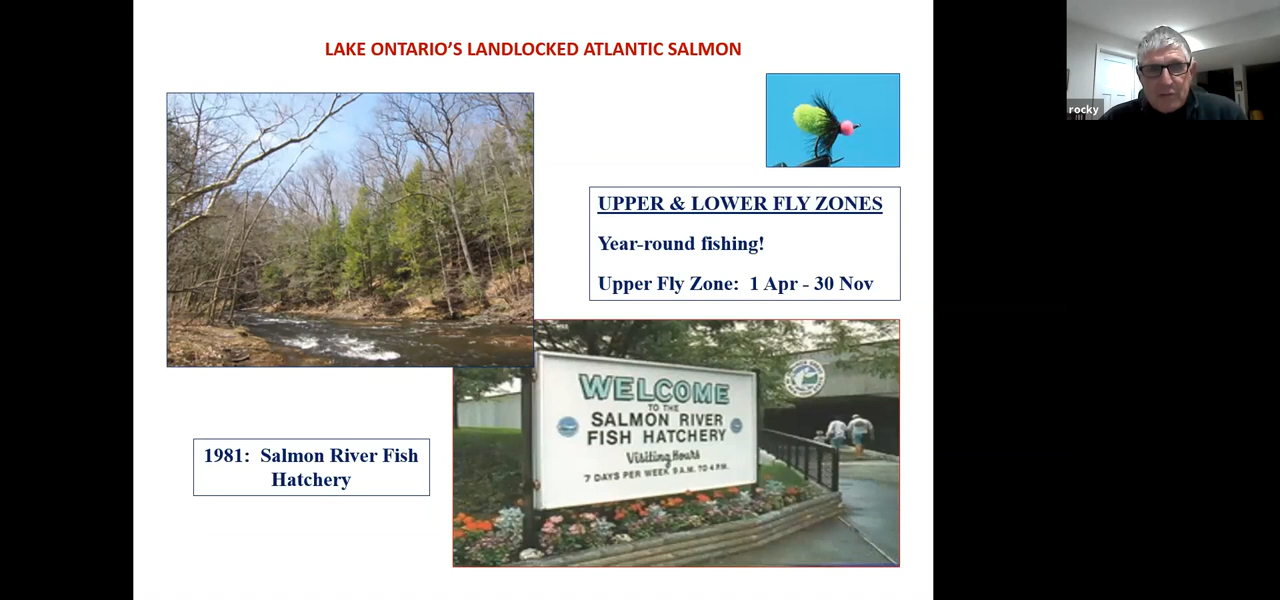 LAKE ONTARIO'S LANDLOCKED ATLANTIC SALMON
rocky
UPPER & LOWER FLY ZONES
Year-round fishing!
Upper Fly Zone: 1 Apr - 30 Nov
WELCOME
TO THE
SALMON RIVER
FISH HATCHERY
Visiting Hours
7 DAYS PER WEEK 9 A.M. TO 4 P.M.
1981: Salmon River Fish
Hatchery